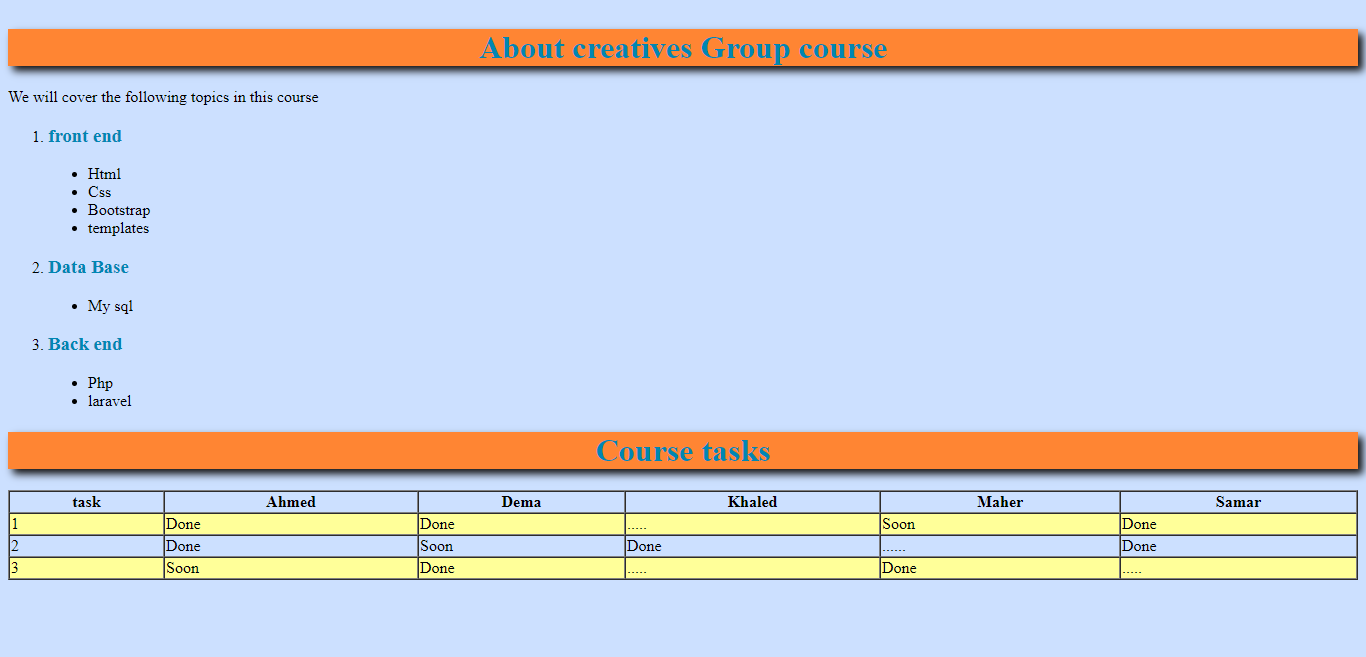 About creatives Group course
We will cover the following topics in this course
1. front end
• Html
• Css
• Bootstrap
• templates
2. Data Base
• My sql
3. Back end
• Php
• laravel
Course tasks
task Ahmed Dema Khaled Maher Samar
1 Done Done ..... Soon Done
2 Done Soon Done ...... Done
3 Soon Done ..... Done .....